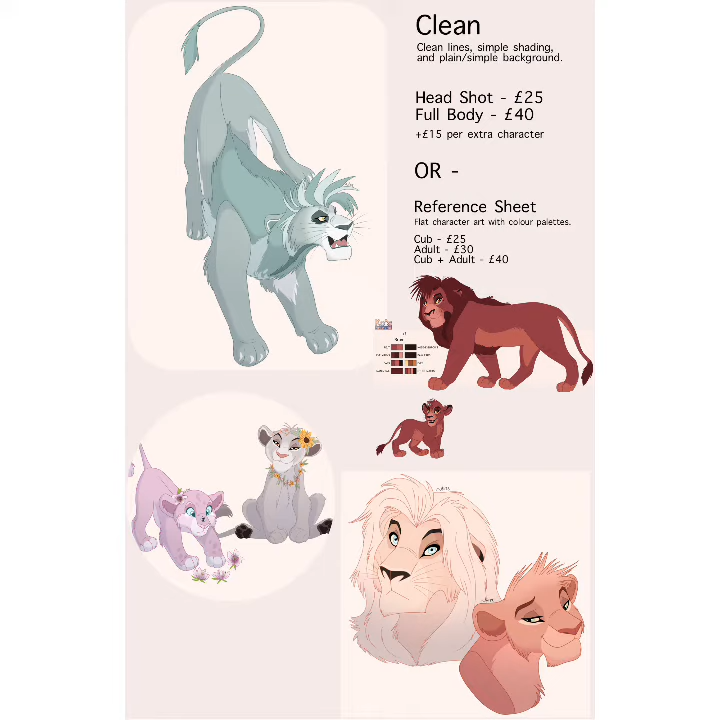 Clean
Clean lines, simple shading,
and plain/simple background.
Head Shot - £25
Full Body - £40
+£15 per extra character
OR -
Reference Sheet
Flat character art with colour palettes.
Cub - £25
Adult - £30
Cub + Adult - £40